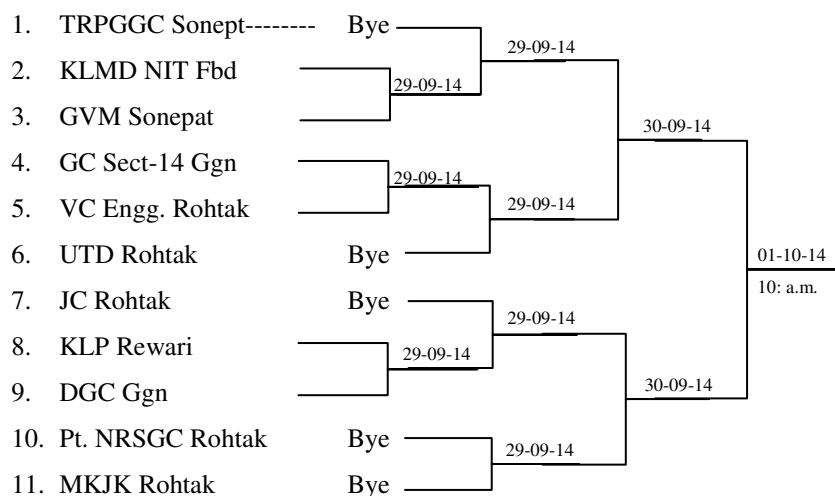 1. TRPGGC Sonept-------- Bye
29-09-14
2. KLMD NIT Fbd
29-09-14
3. GVM Sonepat
30-09-14
4. GC Sect-14 Ggn
29-09-14
5. VC Engg. Rohtak
29-09-14
6. UTD Rohtak Bye
01-10-14
10: a.m.
7. JC Rohtak Bye
29-09-14
8. KLP Rewari
29-09-14
9. DGC Ggn
30-09-14
10. Pt. NRSGC Rohtak Bye
29-09-14
11. MKJK Rohtak Bye